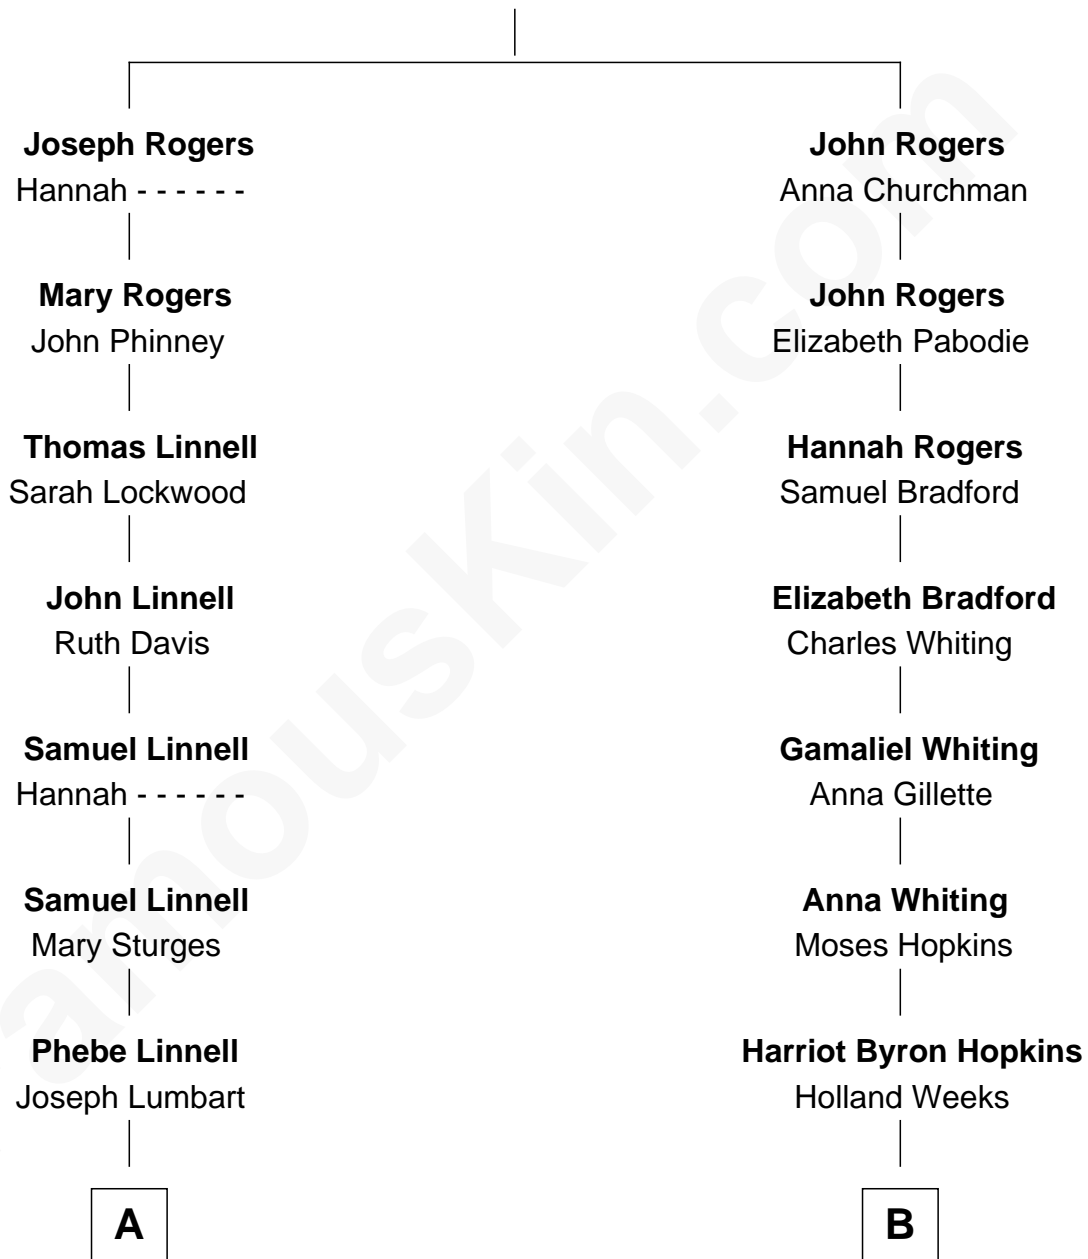 Joseph Rogers
Hannah - - - - - -
Mary Rogers
John Phinney
Thomas Linnell
Sarah Lockwood
John Linnell
Ruth Davis
Samuel Linnell
Hannah - - - - - -
Samuel Linnell
Mary Sturges
Phebe Linnell
Joseph Lumbart
A
John Rogers
Anna Churchman
John Rogers
Elizabeth Pabodie
Hannah Rogers
Samuel Bradford
Elizabeth Bradford
Charles Whiting
Gamaliel Whiting
Anna Gillette
Anna Whiting
Moses Hopkins
Harriot Byron Hopkins
Holland Weeks
B
amouskin.com